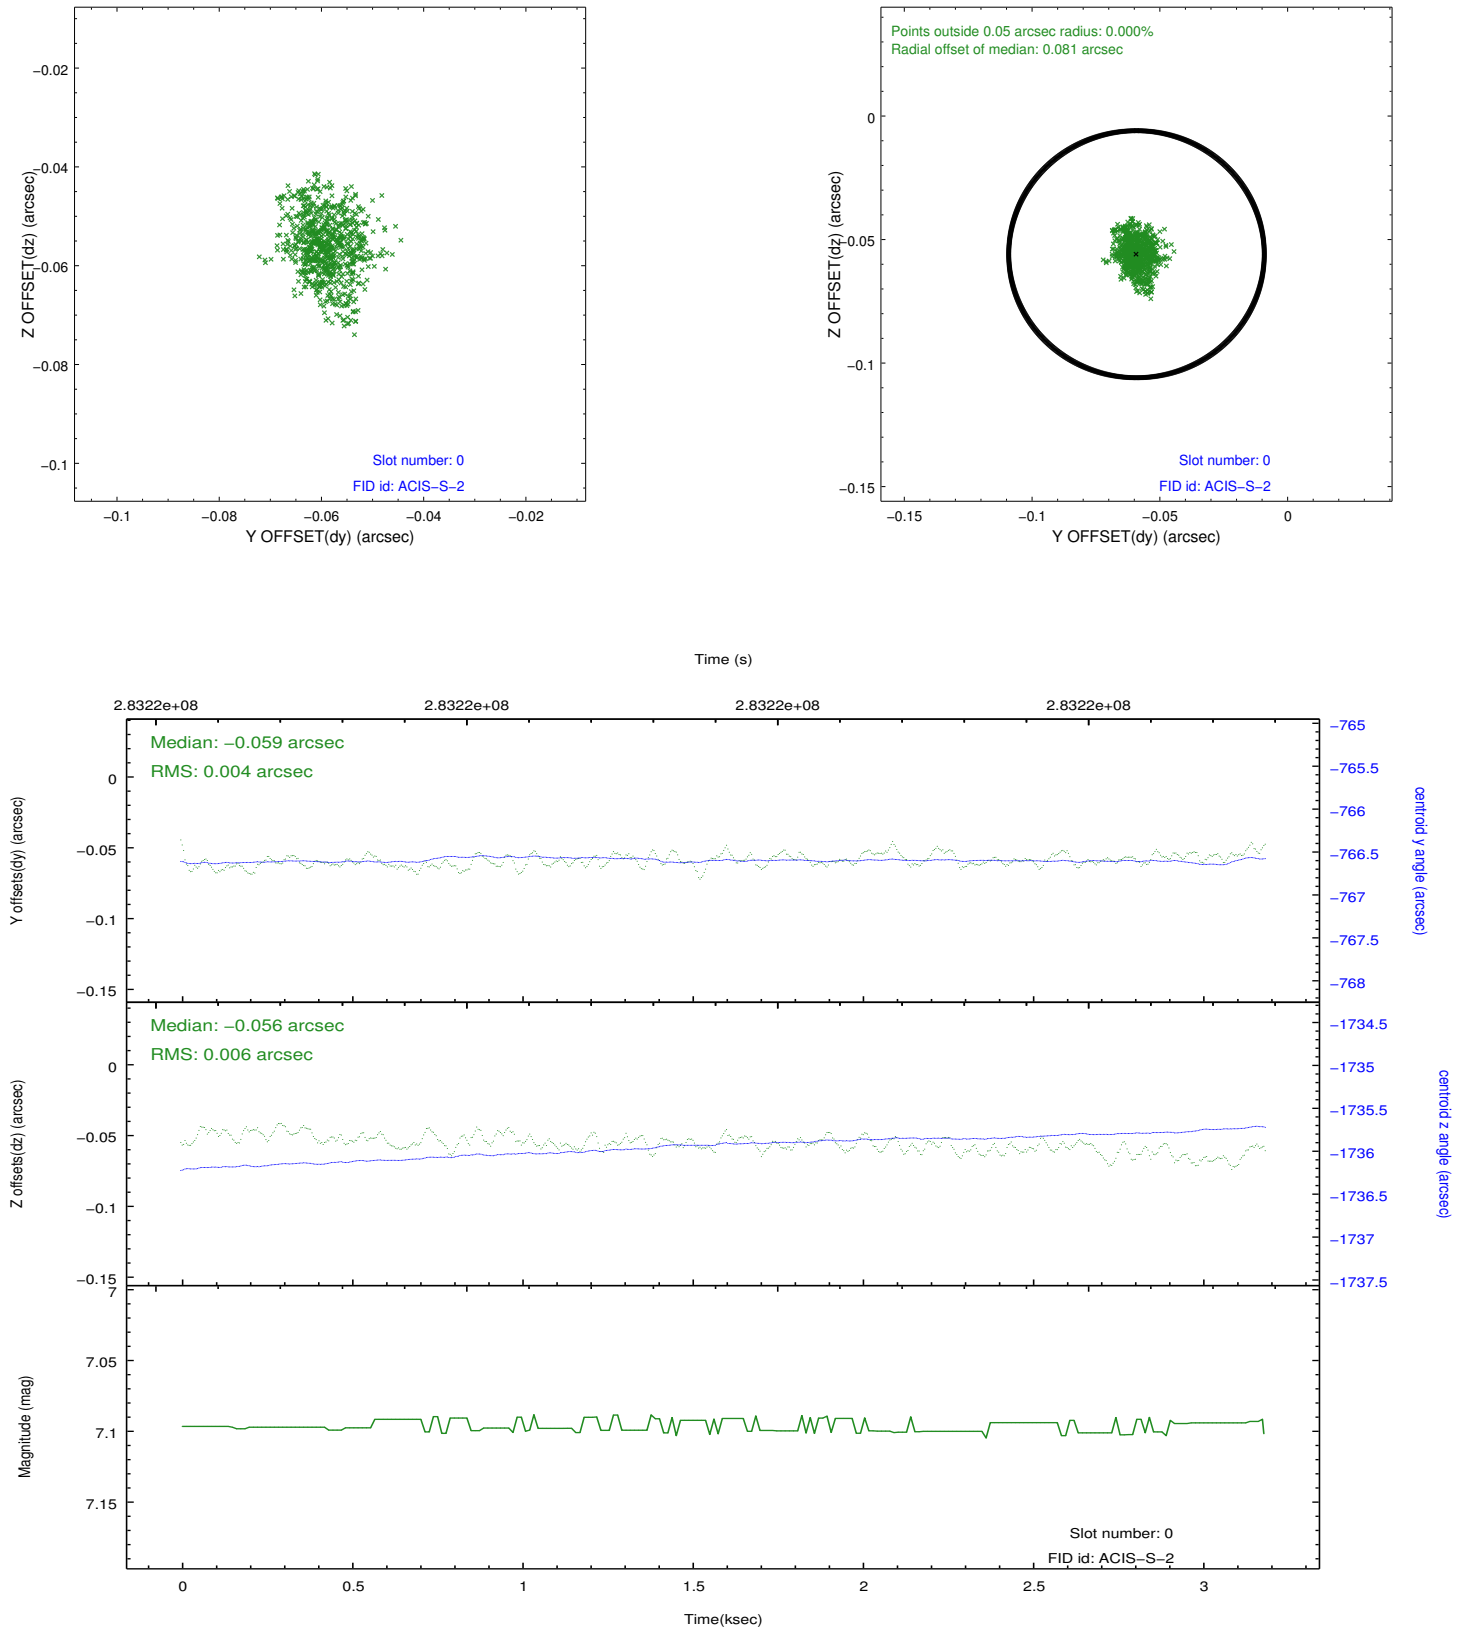 −0.02
−0.04
−0.06
−0.08
−0.1
Z OFFSET(dz) (arcsec)
Slot number: 0
FID id: ACIS−S−2
−0.1
−0.08
−0.06
−0.04
−0.02
Y OFFSET(dy) (arcsec)
Points outside 0.05 arcsec radius: 0.000%
Radial offset of median: 0.081 arcsec
0
−0.05
−0.1
−0.15
Z OFFSET(dz) (arcsec)
Slot number: 0
FID id: ACIS−S−2
−0.15
−0.1
−0.05
0
Y OFFSET(dy) (arcsec)
Time (s)
2.8322e+08
2.8322e+08
2.8322e+08
2.8322e+08
Median: −0.059 arcsec
RMS: 0.004 arcsec
0
−0.05
−0.1
−0.15
Y offsets(dy) (arcsec)
−765
−765.5
−766
−766.5
−767
−767.5
−768
centroid y angle (arcsec)
Median: −0.056 arcsec
RMS: 0.006 arcsec
0
−0.05
−0.1
−0.15
Z offsets(dz) (arcsec)
−1734.5
−1735
−1735.5
−1736
−1736.5
−1737
−1737.5
centroid z angle (arcsec)
7
7.05
7.1
7.15
Magnitude (mag)
Slot number: 0
FID id: ACIS−S−2
0
0.5
1
1.5
2
2.5
3
Time(ksec)